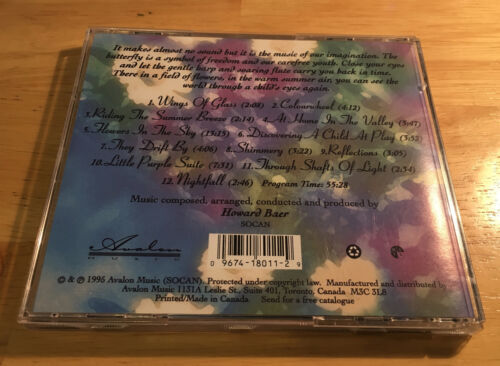 It makes almost no sound but it is the music of our imagination. The
butterfly is a symbol of freedom and our carefree youth. Close your eyes
and let the gentle harp and soaring flute carry you back in time.
There in a field of flowers, in the warm summer air, you can see the
world through a child's eyes again.
1. Wings Of Glass (2:08) 2. Colourwheel (4:12)
3. Riding The Summer Breeze (2:14) 4. At Home In The Valley (3:47)
5. Flowers In The Sky (13:15) 6. Discovering A Child At Play (3:52
7. They Drift By (4:06) 8. Shimmery (3:22) 9. Reflections (3:05)
10. Little Purple Suite (7:32) 11. Through Shafts Of Light (2:34)
12. Nightfall (2:46) Program Time: 55:28
Music composed, arranged, conducted and produced by
Howard Baer
SOCAN
Avalon
MUSIC
0 9674-18011-2 9
© & ℗ 1996 Avalon Music (SOCAN). Protected under copyright law. Manufactured and distributed by
Avalon Music 1131A Leslie St., Suite 401, Toronto, Canada M3C 3L8
Printed/Made in Canada Send for a free catalogue